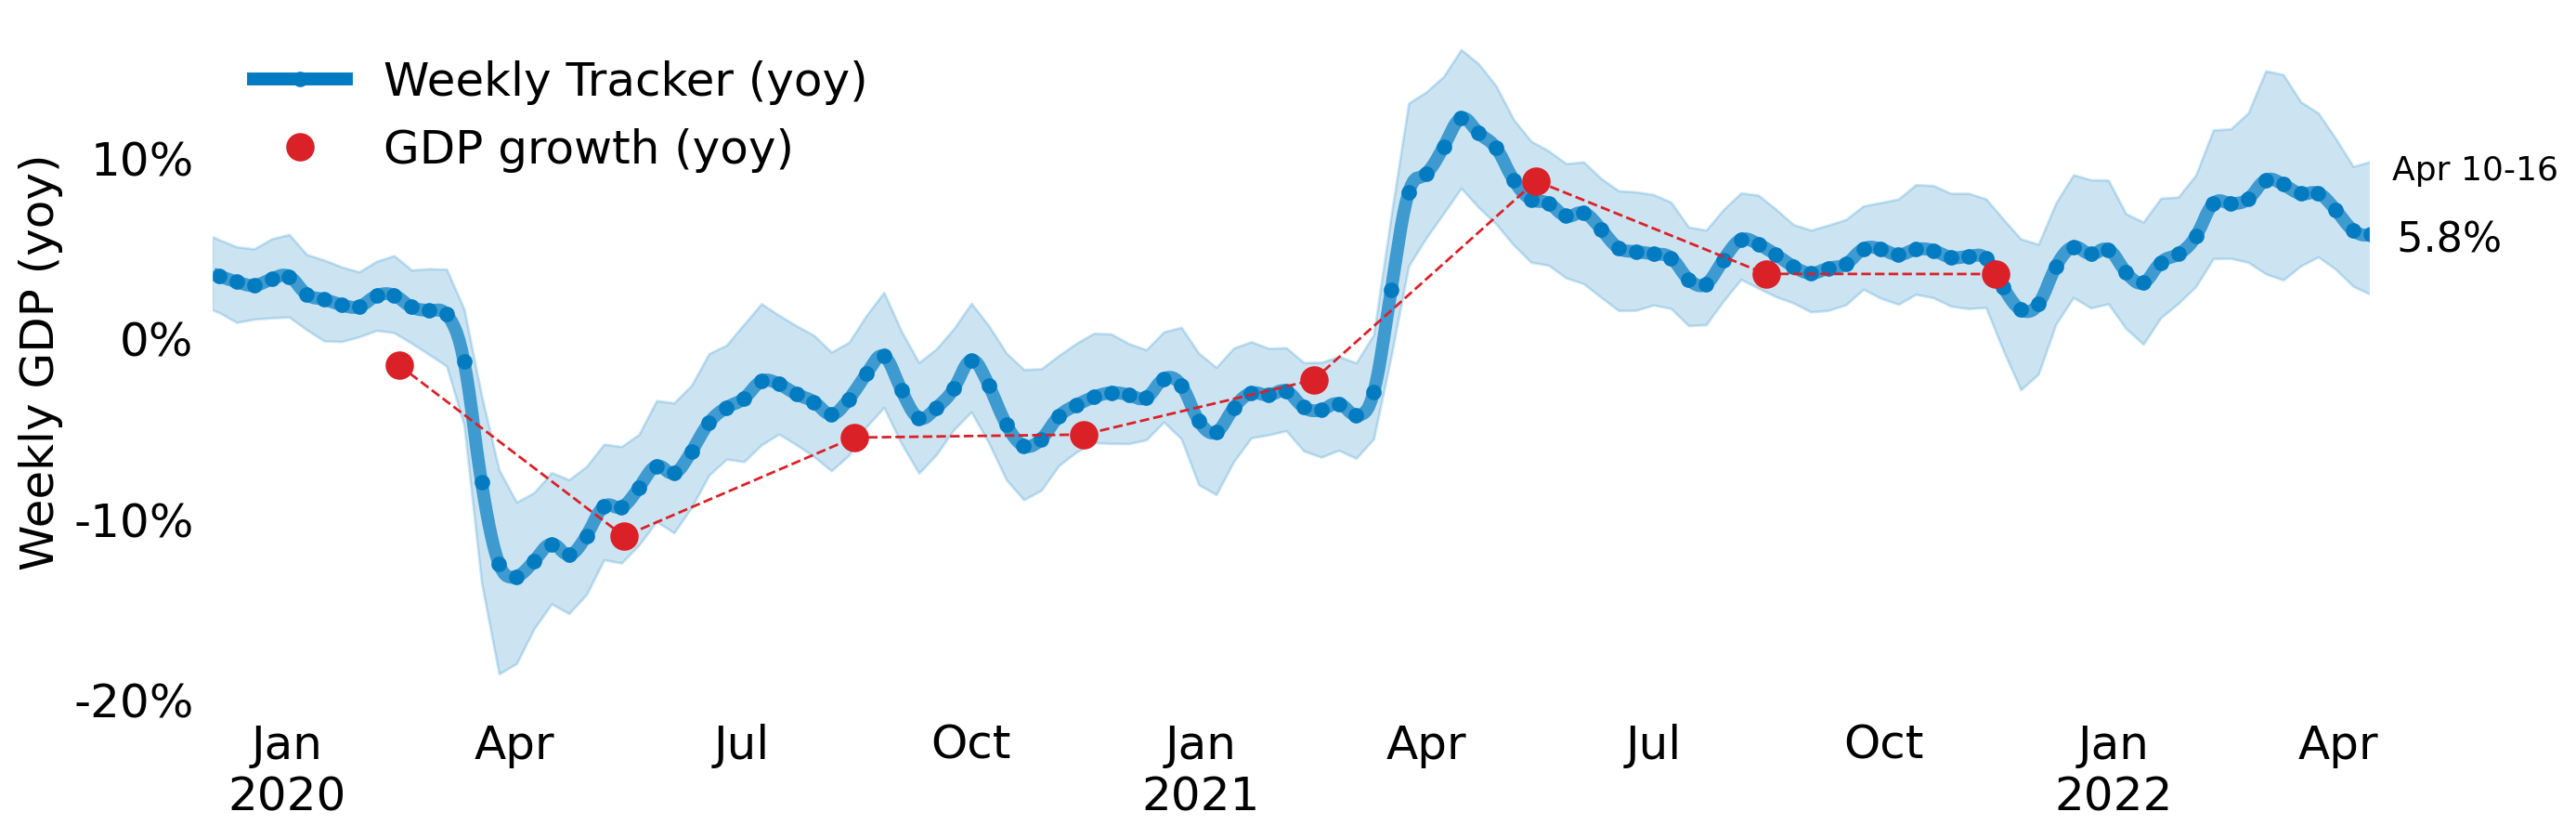 Weekly Tracker (yoy)
GDP growth (yoy)
Weekly GDP (yoy)
10%
0%
-10%
-20%
Apr 10-16
5.8%
Jan Apr Jul Oct Jan Apr Jul Oct Jan Apr
2020 2021 2022